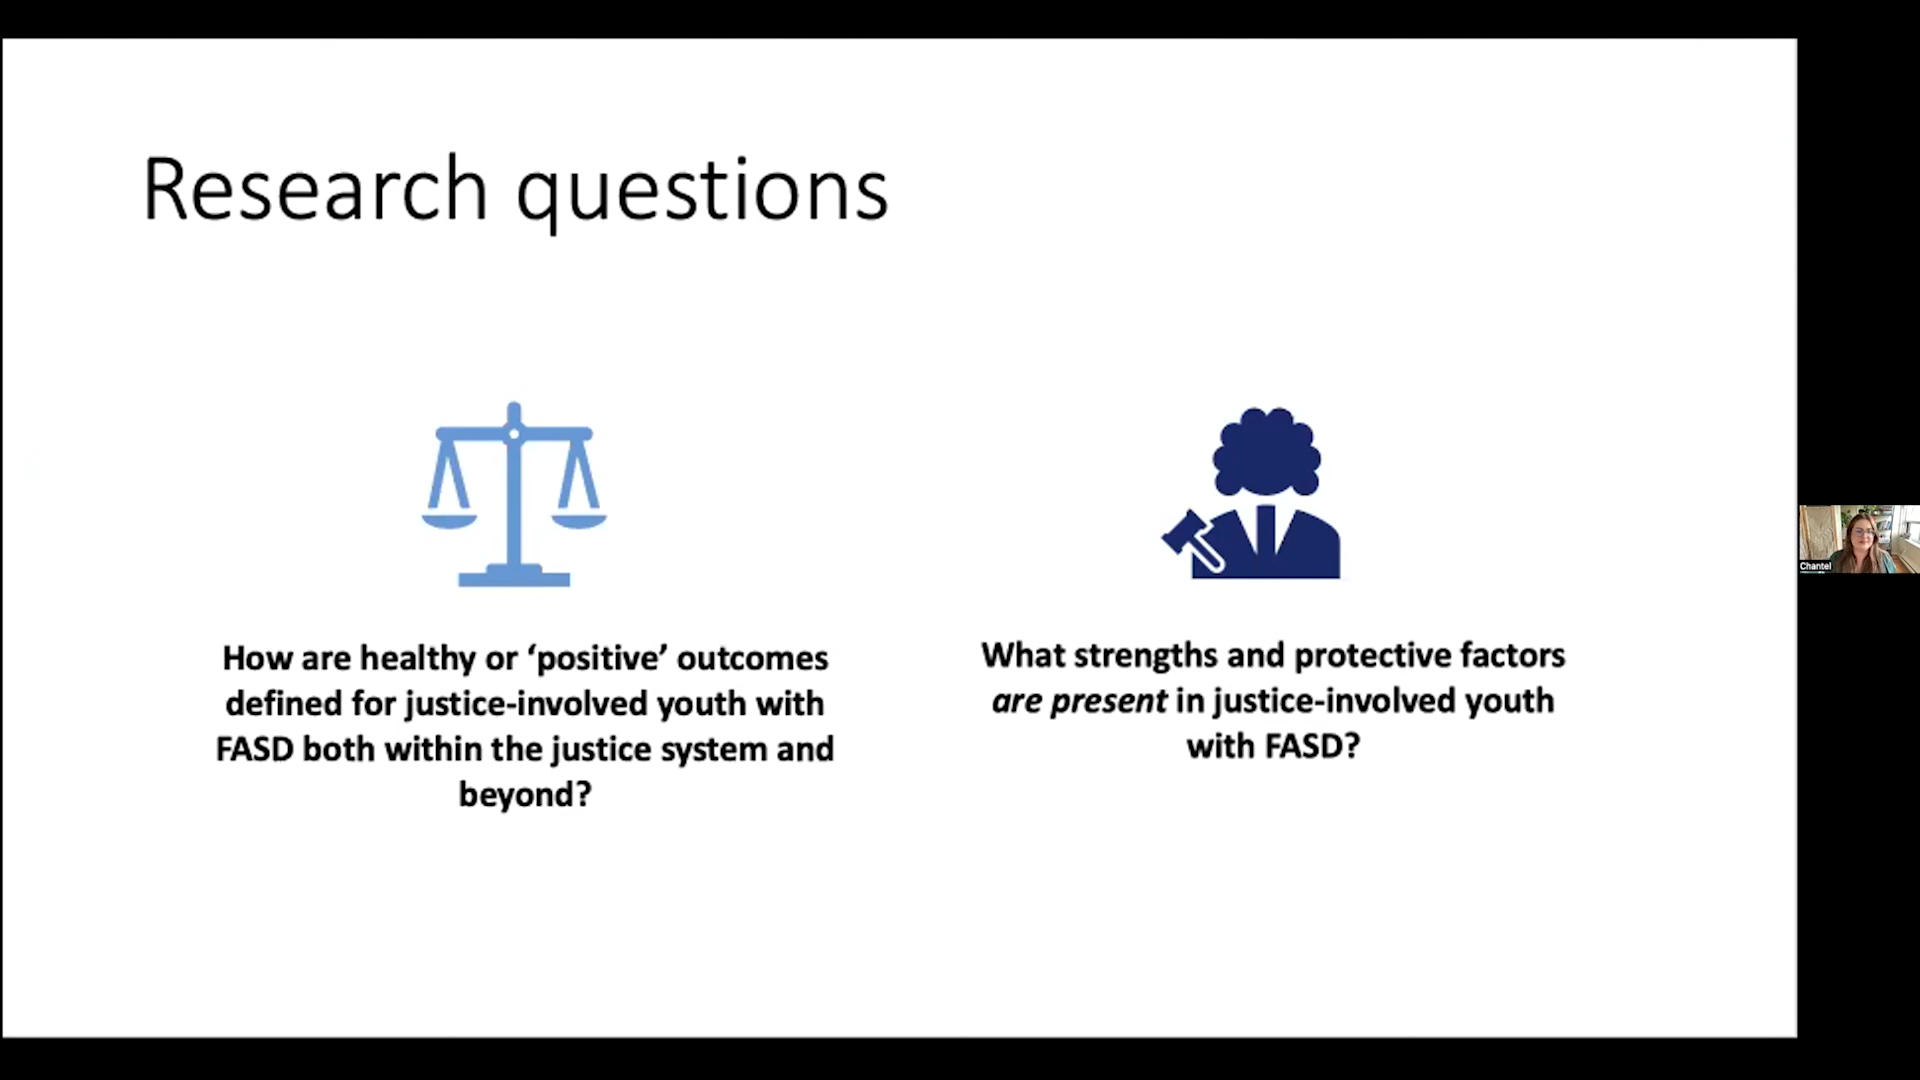 Research questions
How are healthy or ‘positive’ outcomes
defined for justice-involved youth with
FASD both within the justice system and
beyond?
What strengths and protective factors
are present in justice-involved youth
with FASD?
Chantel